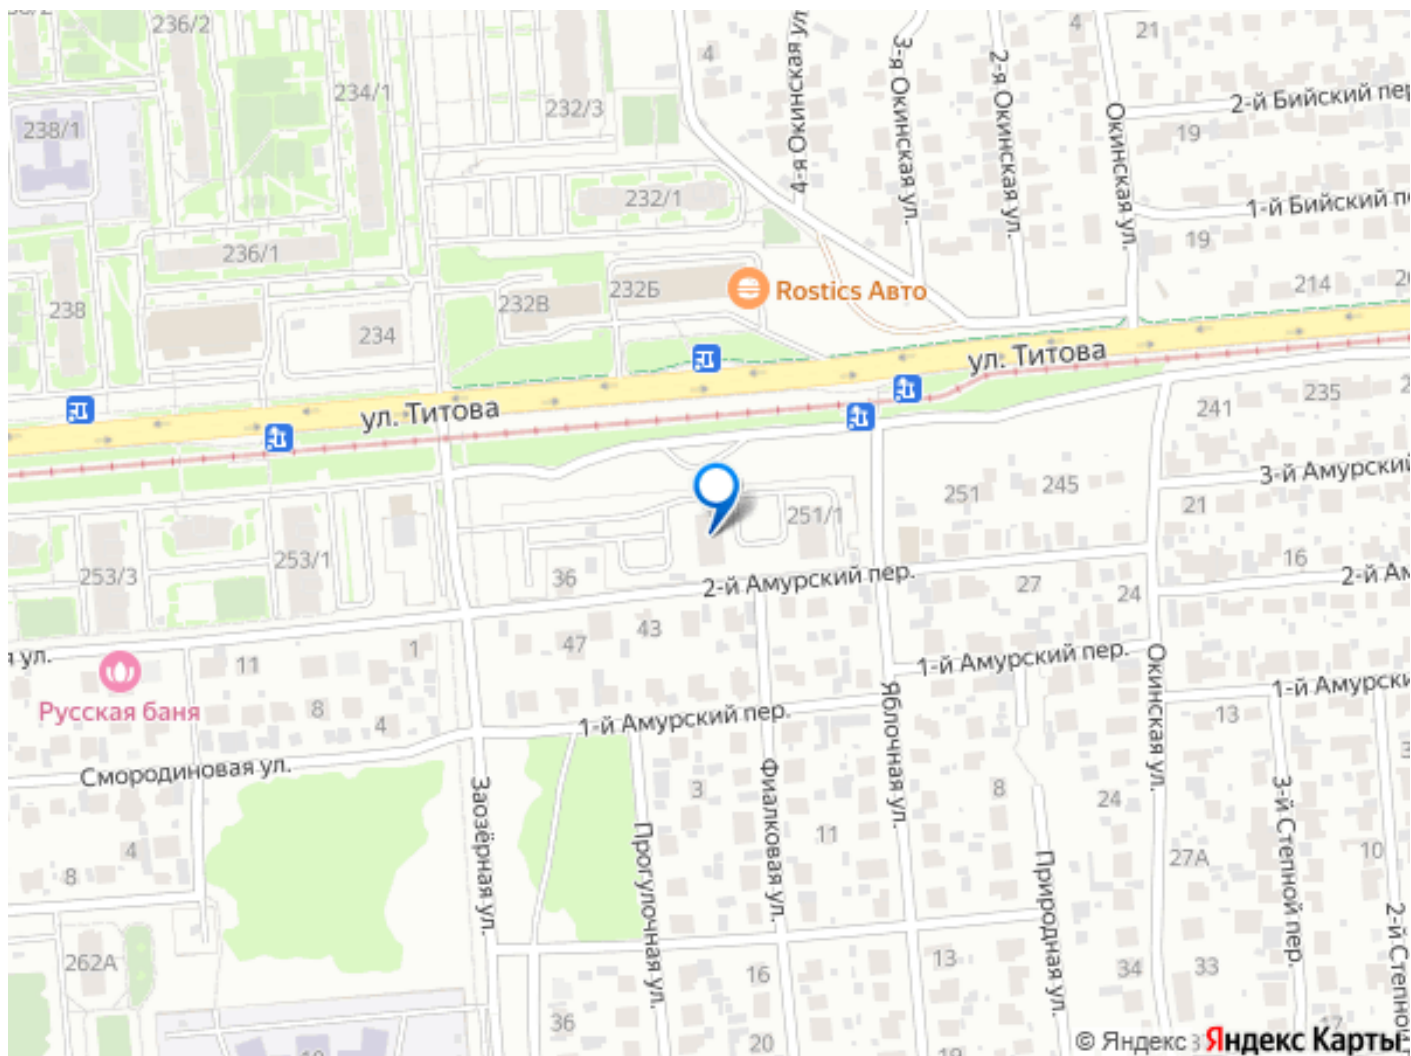 236/2
4
4-я Окинская ул.
3-я Окинская ул.
2-я Окинская ул.
4
21
2-й Бийский пер
234/1
232/3
238/1
Окинская ул.
19
232/1
1-й Бийский п
19
236/1
238
232В
232Б
Rostics Авто
214
234
ул. Титова
ул. Титова
241
235
3-й Амурский
251
245
21
251/1
253/3
253/1
36
2-й Амурский пер.
27
24
16
2-й Ам
я ул.
11
1
47
43
1-й Амурский пер.
Окинская ул.
Русская баня
8
4
1-й Амурский пер.
Яблочная ул.
1-й Амурски
13
Смородиновая ул.
Заозёрная ул.
3
Фиалковая ул.
11
8
24
3-й Степной пер.
4
8
Прогулочная ул.
Природная ул.
27А
10
2-й Степной
262А
16
13
34
33
36
20
19
17
© Яндекс
Яндекс Карты